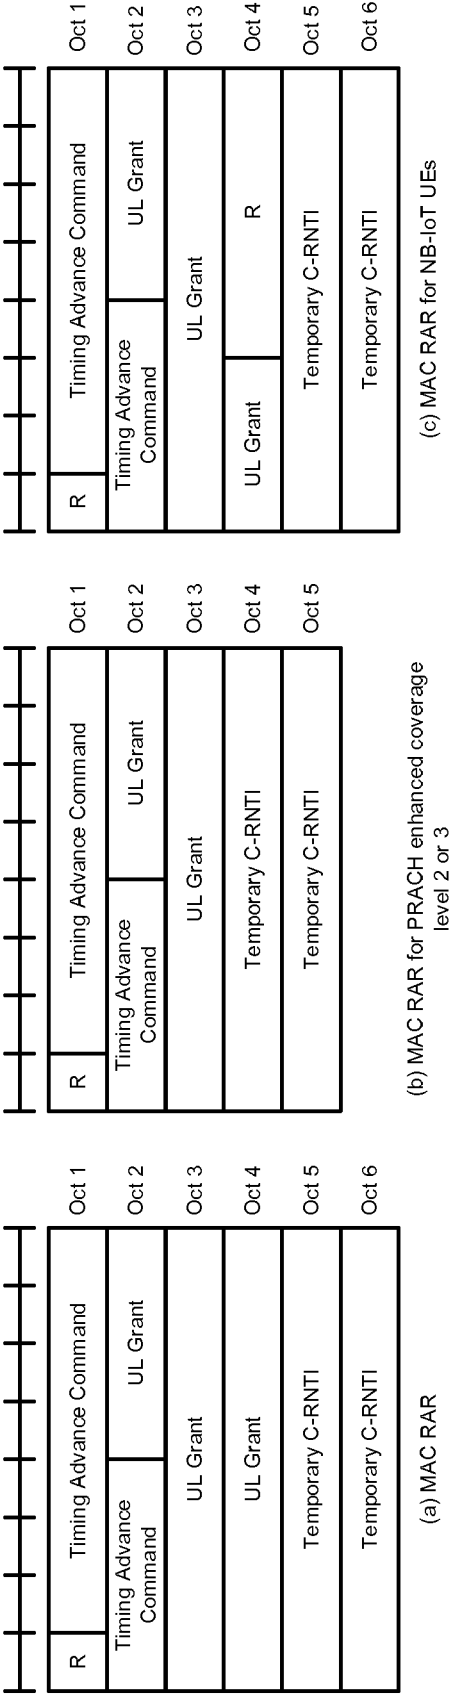 R
Timing Advance Command
Oct 1
Timing Advance
Command
UL Grant
Oct 2
UL Grant
Oct 3
UL Grant
Oct 4
Temporary C-RNTI
Oct 5
Temporary C-RNTI
Oct 6
(a) MAC RAR
R
Timing Advance Command
Oct 1
Timing Advance
Command
UL Grant
Oct 2
UL Grant
Oct 3
Temporary C-RNTI
Oct 4
Temporary C-RNTI
Oct 5
(b) MAC RAR for PRACH enhanced coverage
level 2 or 3
R
Timing Advance Command
Oct 1
Timing Advance
Command
UL Grant
Oct 2
UL Grant
Oct 3
UL Grant
R
Oct 4
Temporary C-RNTI
Oct 5
Temporary C-RNTI
Oct 6
(c) MAC RAR for NB-IoT UEs